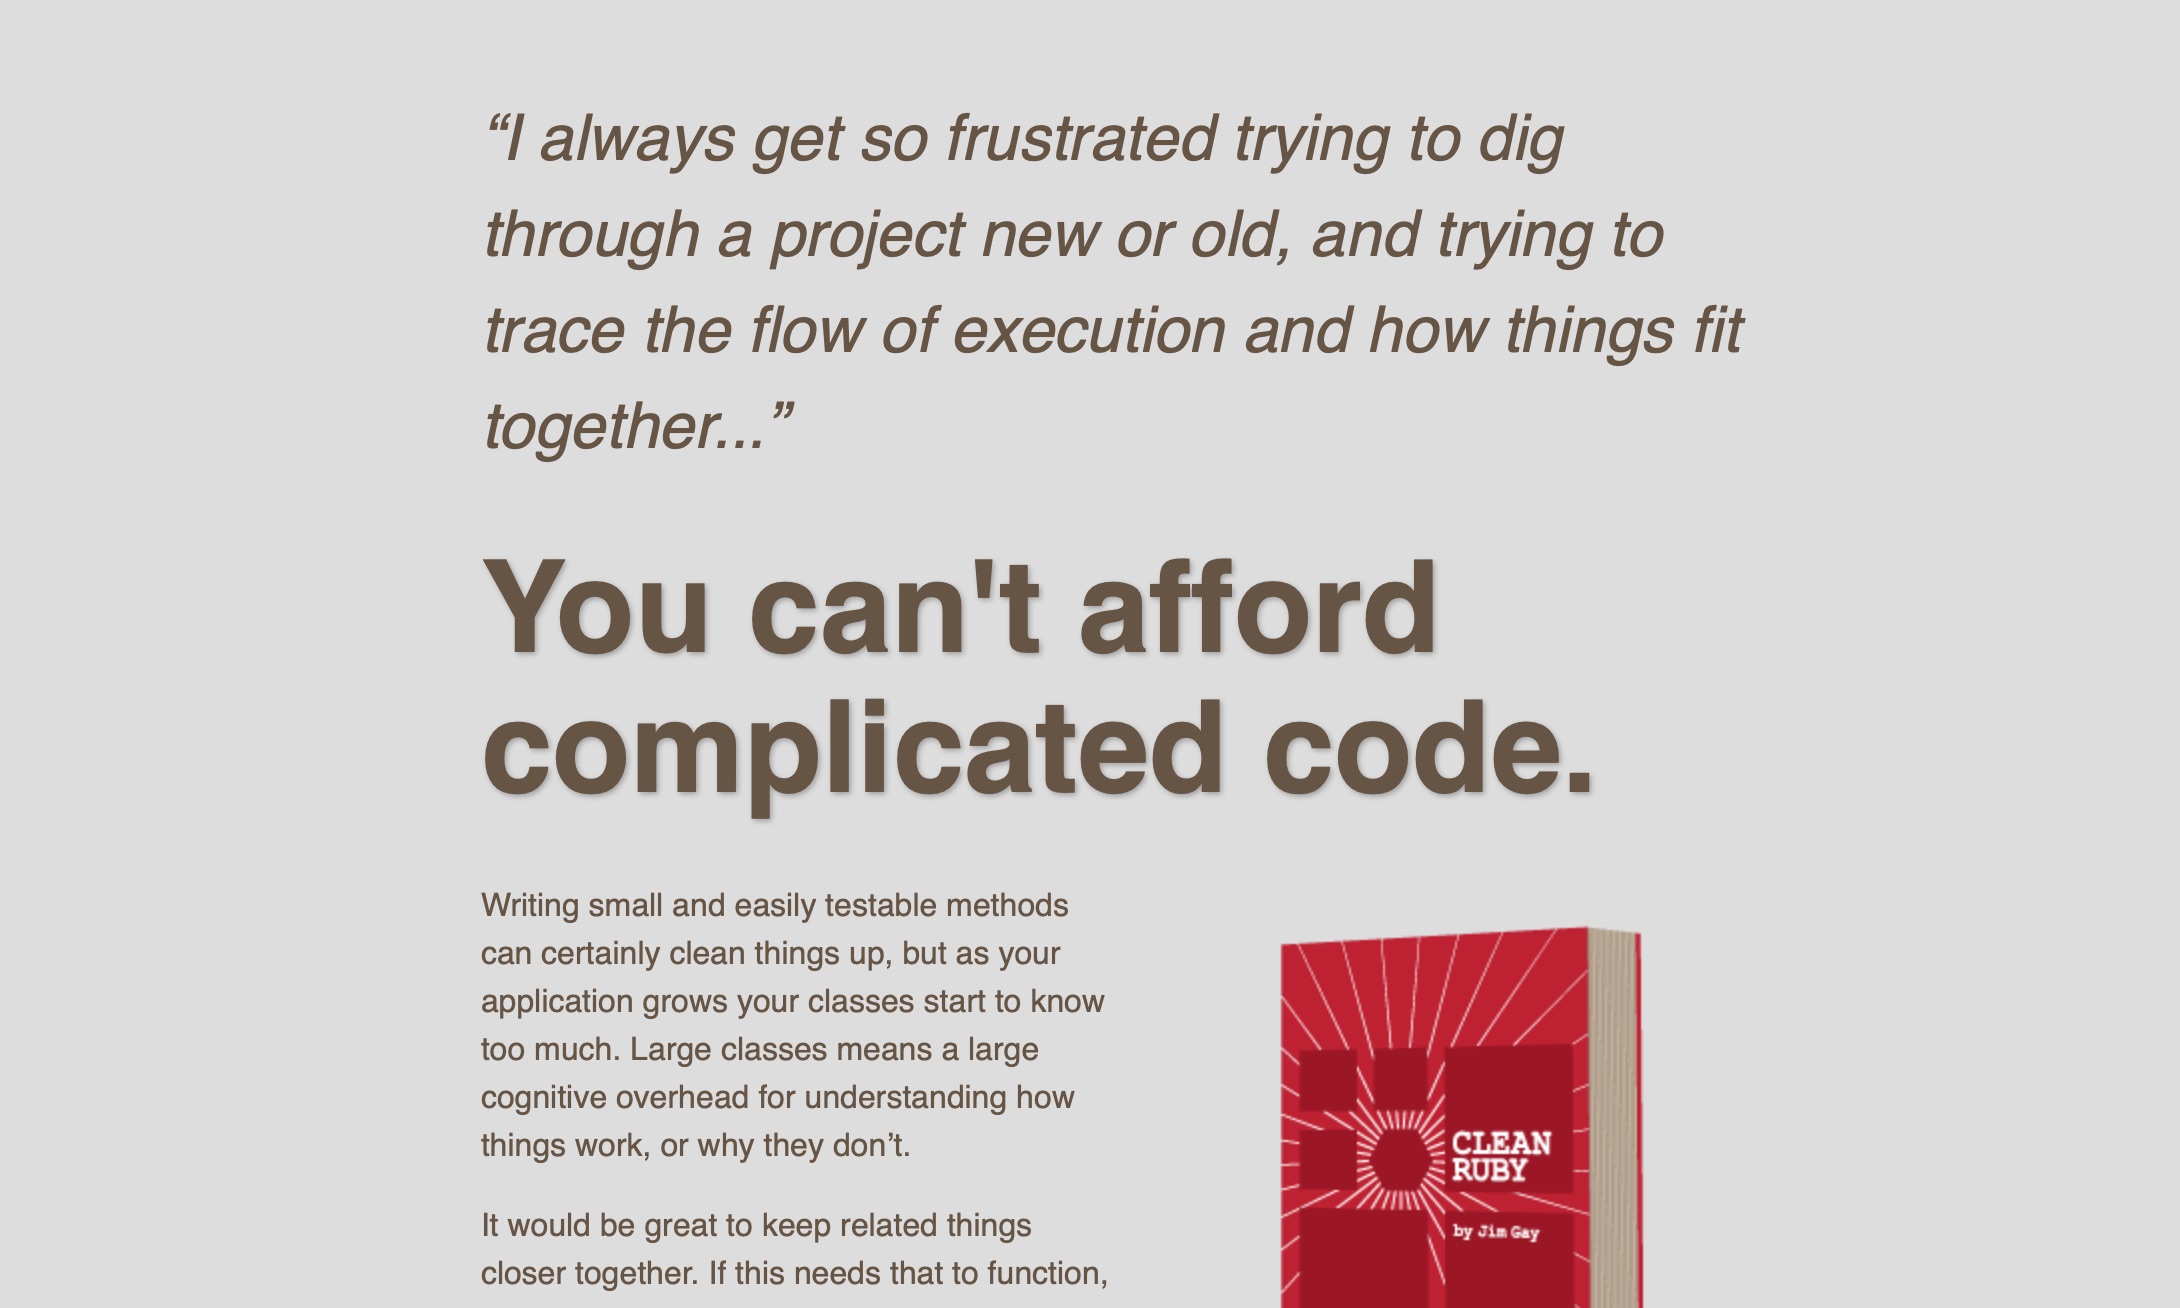 “I always get so frustrated trying to dig
through a project new or old, and trying to
trace the flow of execution and how things fit
together...”
You can't afford
complicated code.
Writing small and easily testable methods
can certainly clean things up, but as your
application grows your classes start to know
too much. Large classes means a large
cognitive overhead for understanding how
things work, or why they don’t.
It would be great to keep related things
closer together. If this needs that to function,
CLEAN
RUBY
by Jim Gay